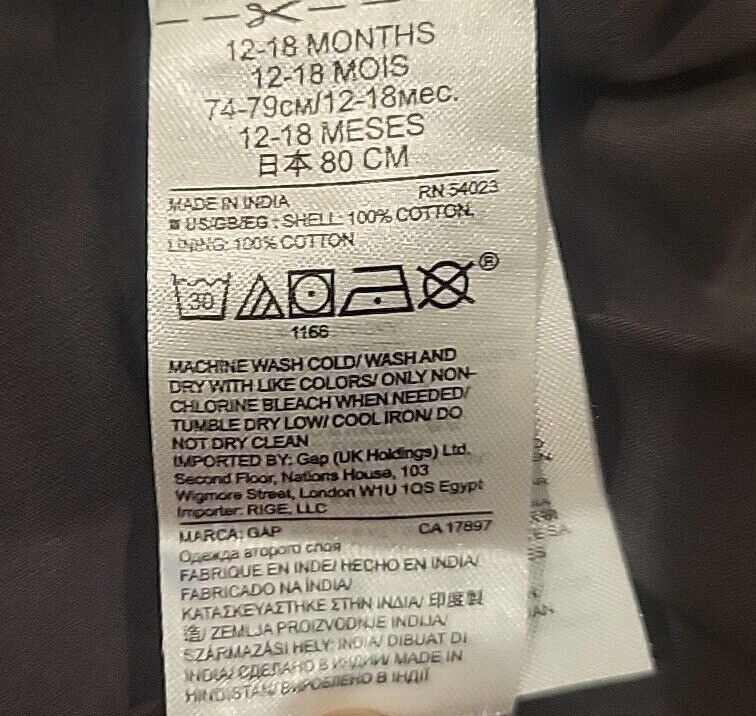 12-18 MONTHS
12-18 MOIS
74-79см/12-18мес.
12-18 MESES
日本 80 CM
MADE IN INDIA RN 54023
US/GB/EG : SHELL: 100% COTTON,
LINING: 100% COTTON
30
®
1166
MACHINE WASH COLD/ WASH AND
DRY WITH LIKE COLORS/ ONLY NON-
CHLORINE BLEACH WHEN NEEDED/
TUMBLE DRY LOW/ COOL IRON/ DO
NOT DRY CLEAN
IMPORTED BY: Gap (UK Holdings) Ltd.
Second Floor, Nations House, 103
Wigmore Street, London W1U 1QS Egypt
Importer: RIGE, LLC
MARCA: GAP CA 17897
Одежда второго слоя
FABRIQUE EN INDE/ HECHO EN INDIA/
FABRICADO NA ÍNDIA/
ΚΑΤΑΣΚΕΥΑΣΤΗΚΕ ΣΤΗΝ ΙΝΔΙΑ/ 印度製
造/ ZEMLJA PROIZVODNJE INDIJA/
SZÁRMAZÁSI HELY: INDIA/ DIBUAT DI
INDIA/ СДЕЛАНО В ИНДИИ/ MADE IN
HINDISTAN/ ВИРОБЛЕНО В ІНДІЇ